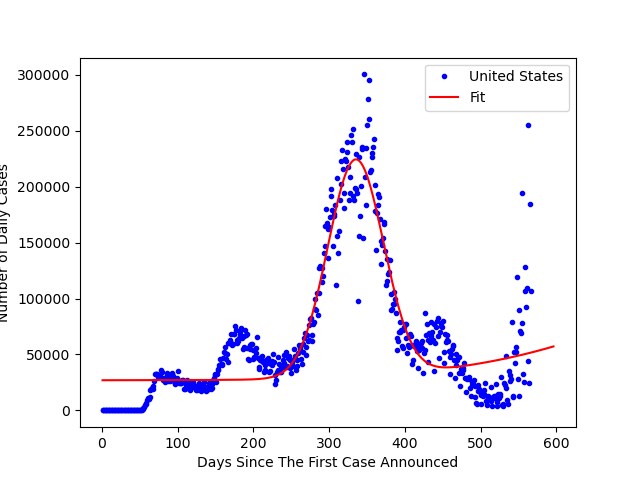 300000
250000
200000
150000
100000
50000
0
0 100 200 300 400 500 600
Number of Daily Cases
Days Since The First Case Announced
United States
Fit